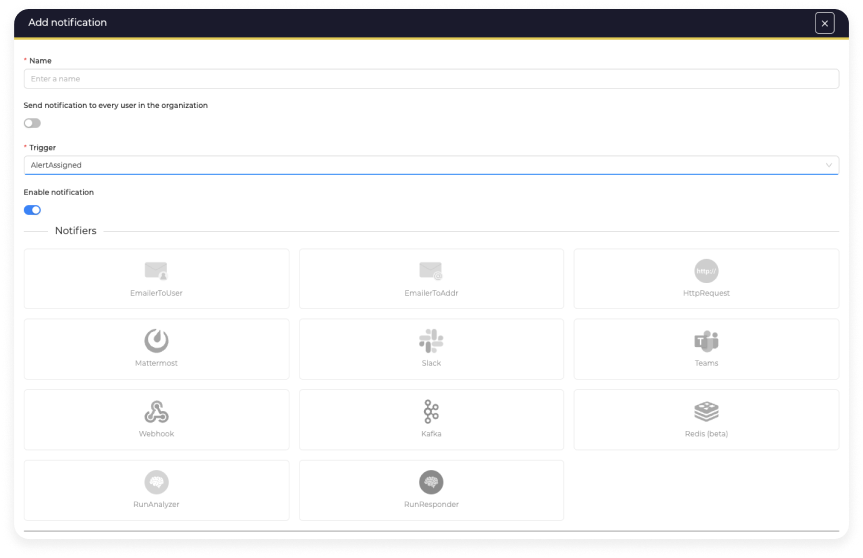 Add notification
* Name
Enter a name
Send notification to every user in the organization
* Trigger
AlertAssigned
Enable notification
Notifiers
EmailerToUser
EmailerToAddr
http://
HttpRequest
Mattermost
Slack
T
Teams
Webhook
Kafka
Redis (beta)
RunAnalyzer
RunResponder